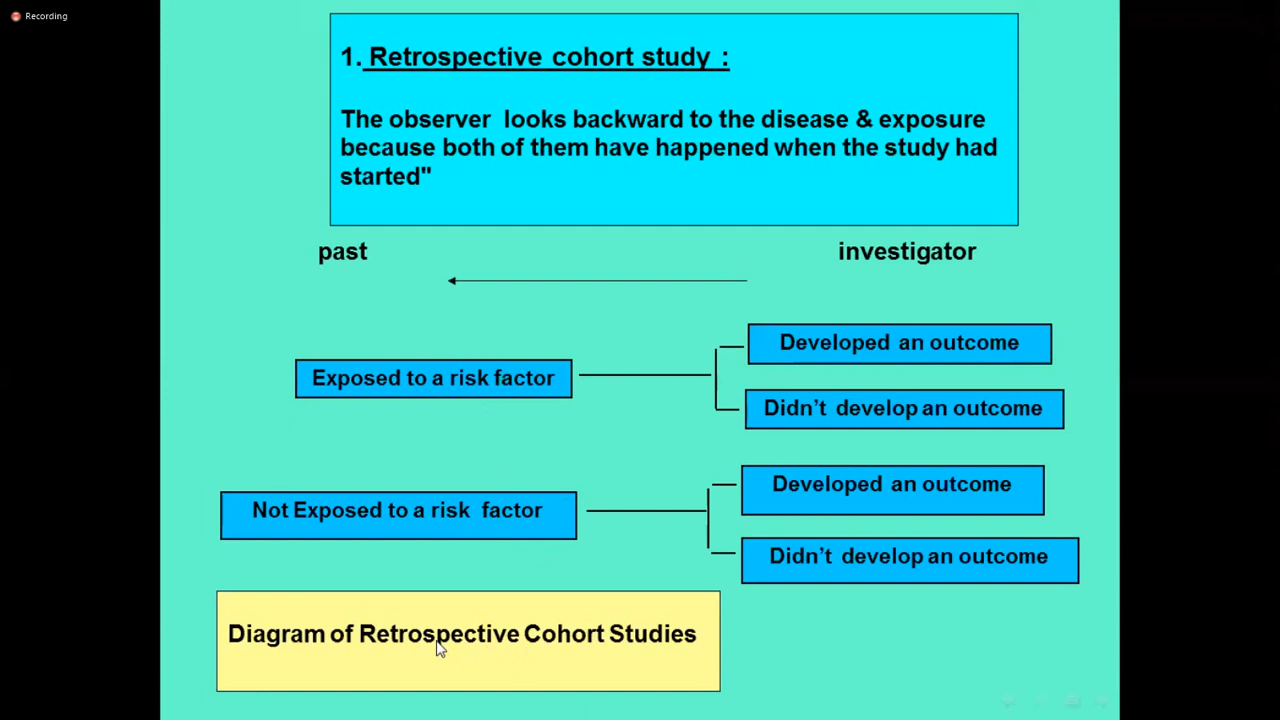 Recording
1. Retrospective cohort study :
The observer looks backward to the disease & exposure
because both of them have happened when the study had
started"
past
investigator
Developed an outcome
Exposed to a risk factor
Didn't develop an outcome
Developed an outcome
Not Exposed to a risk factor
Didn't develop an outcome
Diagram of Retrospective Cohort Studies